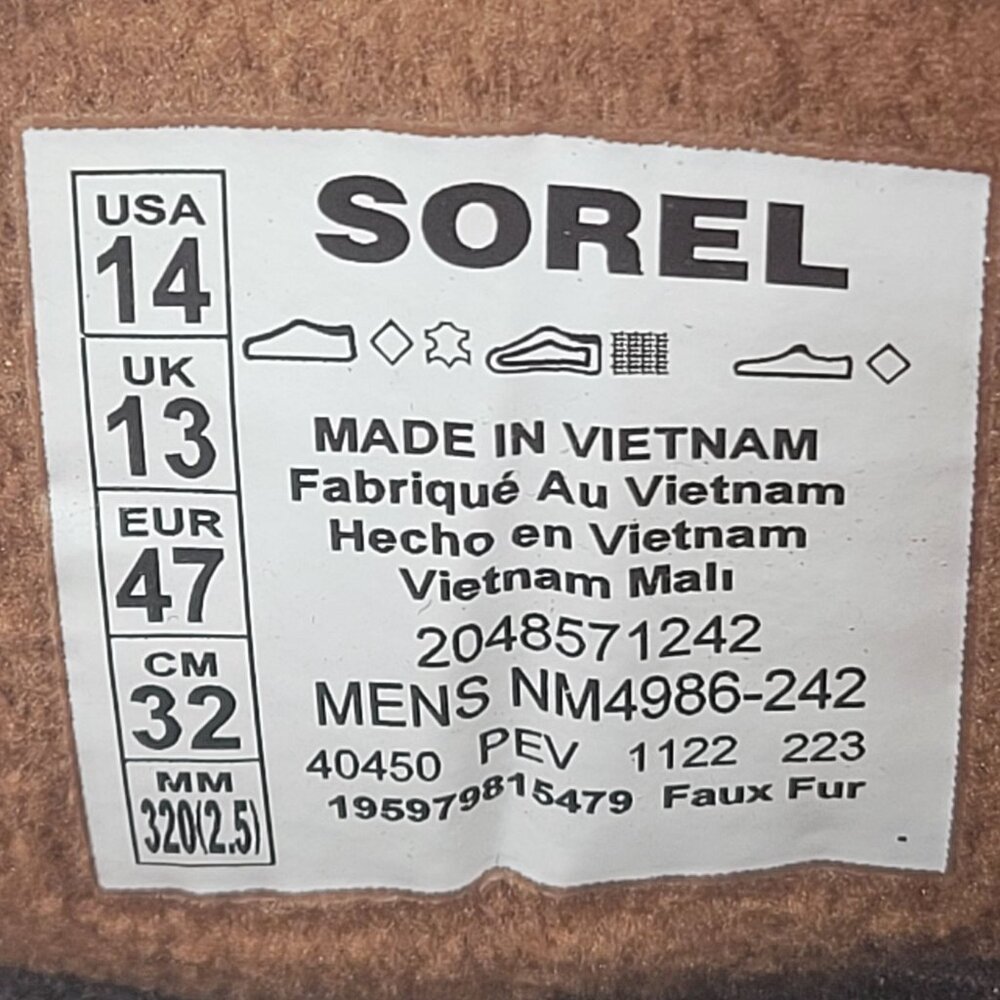 USA
14
UK
13
EUR
47
CM
32
MM
320(2.5)
SOREL
MADE IN VIETNAM
Fabriqué Au Vietnam
Hecho en Vietnam
Vietnam Malı
2048571242
MENS NM4986-242
40450 PEV 1122 223
195979815479 Faux Fur